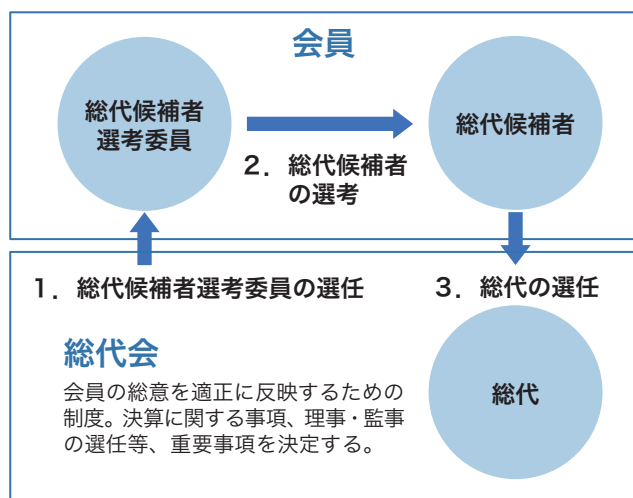 会員
総代候補者
選考委員
総代候補者
2．総代候補者
の選考
1．総代候補者選考委員の選任
3．総代の選任
総代会
会員の総意を適正に反映するための
制度。決算に関する事項、理事・監事
の選任等、重要事項を決定する。
総代